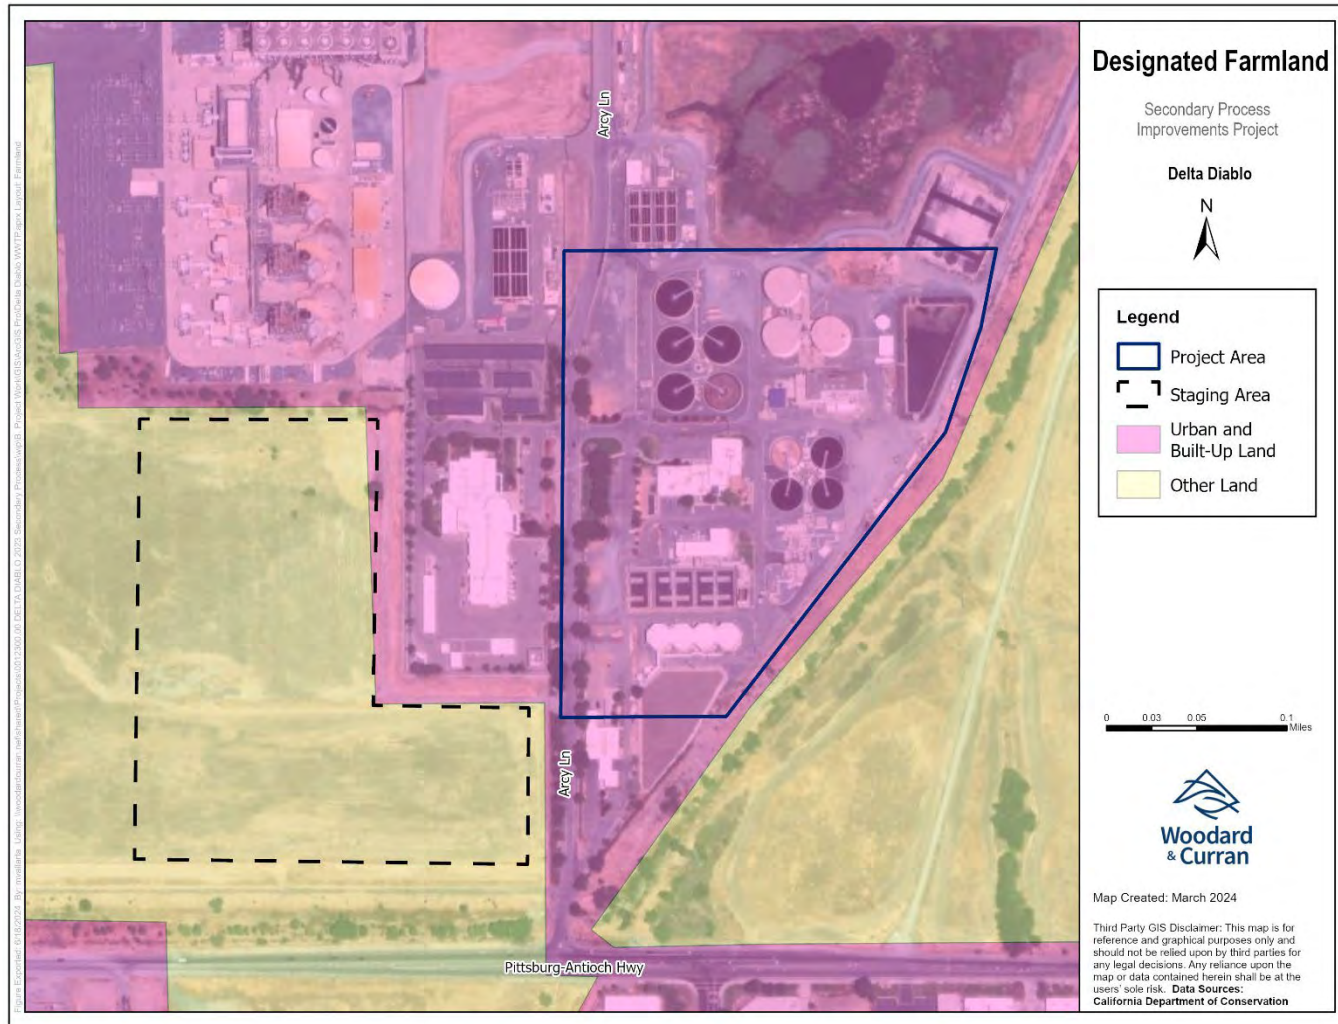 Designated Farmland
Secondary Process
Improvements Project
Delta Diablo
N
Legend
Project Area
Staging Area
Urban and
Built-Up Land
Other Land
0 0.03 0.05 0.1
Miles
Woodard
& Curran
Map Created: March 2024
Third Party GIS Disclaimer: This map is for
reference and graphical purposes only and
should not be relied upon by third parties for
any legal decisions. Any reliance upon the
map or data contained herein shall be at the
users' sole risk. Data Sources:
California Department of Conservation
Arcy Ln
Arcy Ln
Pittsburg-Antioch Hwy